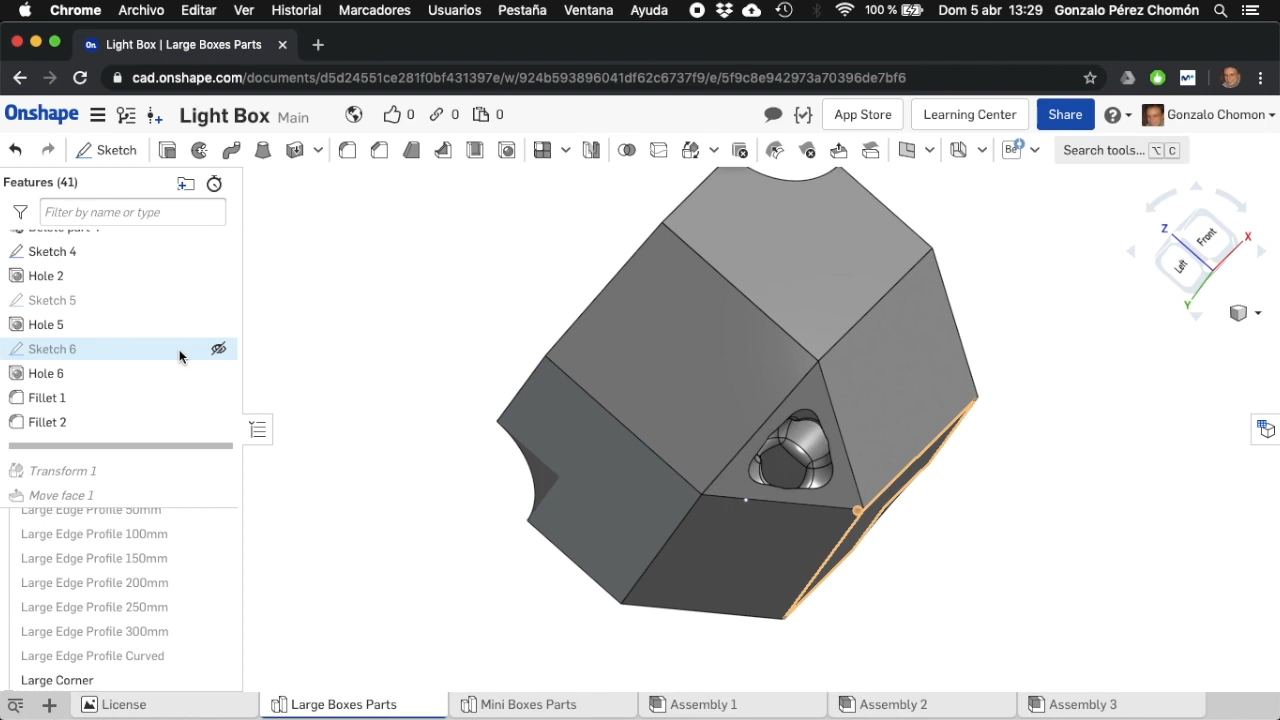 Chrome Archivo Editar Ver Historial Marcadores Usuarios Pestaña Ventana Ayuda 100 % Dom 5 abr 13:29 Gonzalo Pérez Chomón
On Light Box | Large Boxes Parts
cad.onshape.com/documents/d5d24551ce281f0bf431397e/w/924b593896041df62c6737f9/e/5f9c8e942973a70396de7bf6
Onshape Light Box Main 0 0 0 App Store Learning Center Share Gonzalo Chomon
Sketch Be Search tools... ⌥ C
Features (41)
Filter by name or type
Sketch 4
Hole 2
Sketch 5
Hole 5
Sketch 6
Hole 6
Fillet 1
Fillet 2
Transform 1
Move face 1
Large Edge Profile 50mm
Large Edge Profile 100mm
Large Edge Profile 150mm
Large Edge Profile 200mm
Large Edge Profile 250mm
Large Edge Profile 300mm
Large Edge Profile Curved
Large Corner
Z Front X
Left
Y
License Large Boxes Parts Mini Boxes Parts Assembly 1 Assembly 2 Assembly 3